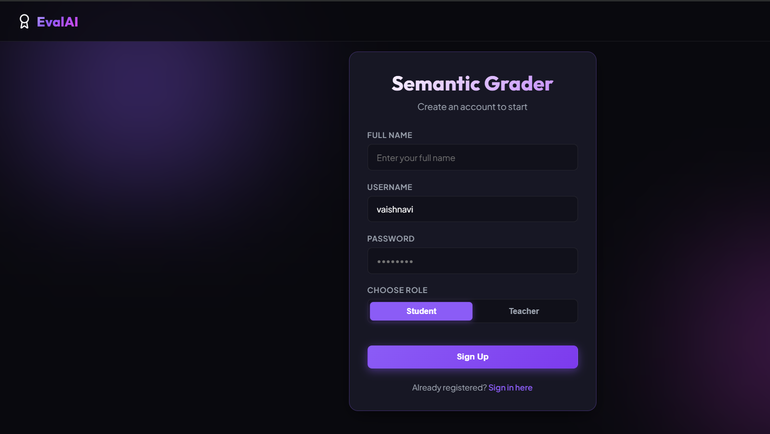 EvalAI
Semantic Grader
Create an account to start
FULL NAME
Enter your full name
USERNAME
vaishnavi
PASSWORD
••••••••
CHOOSE ROLE
Student Teacher
Sign Up
Already registered? Sign in here